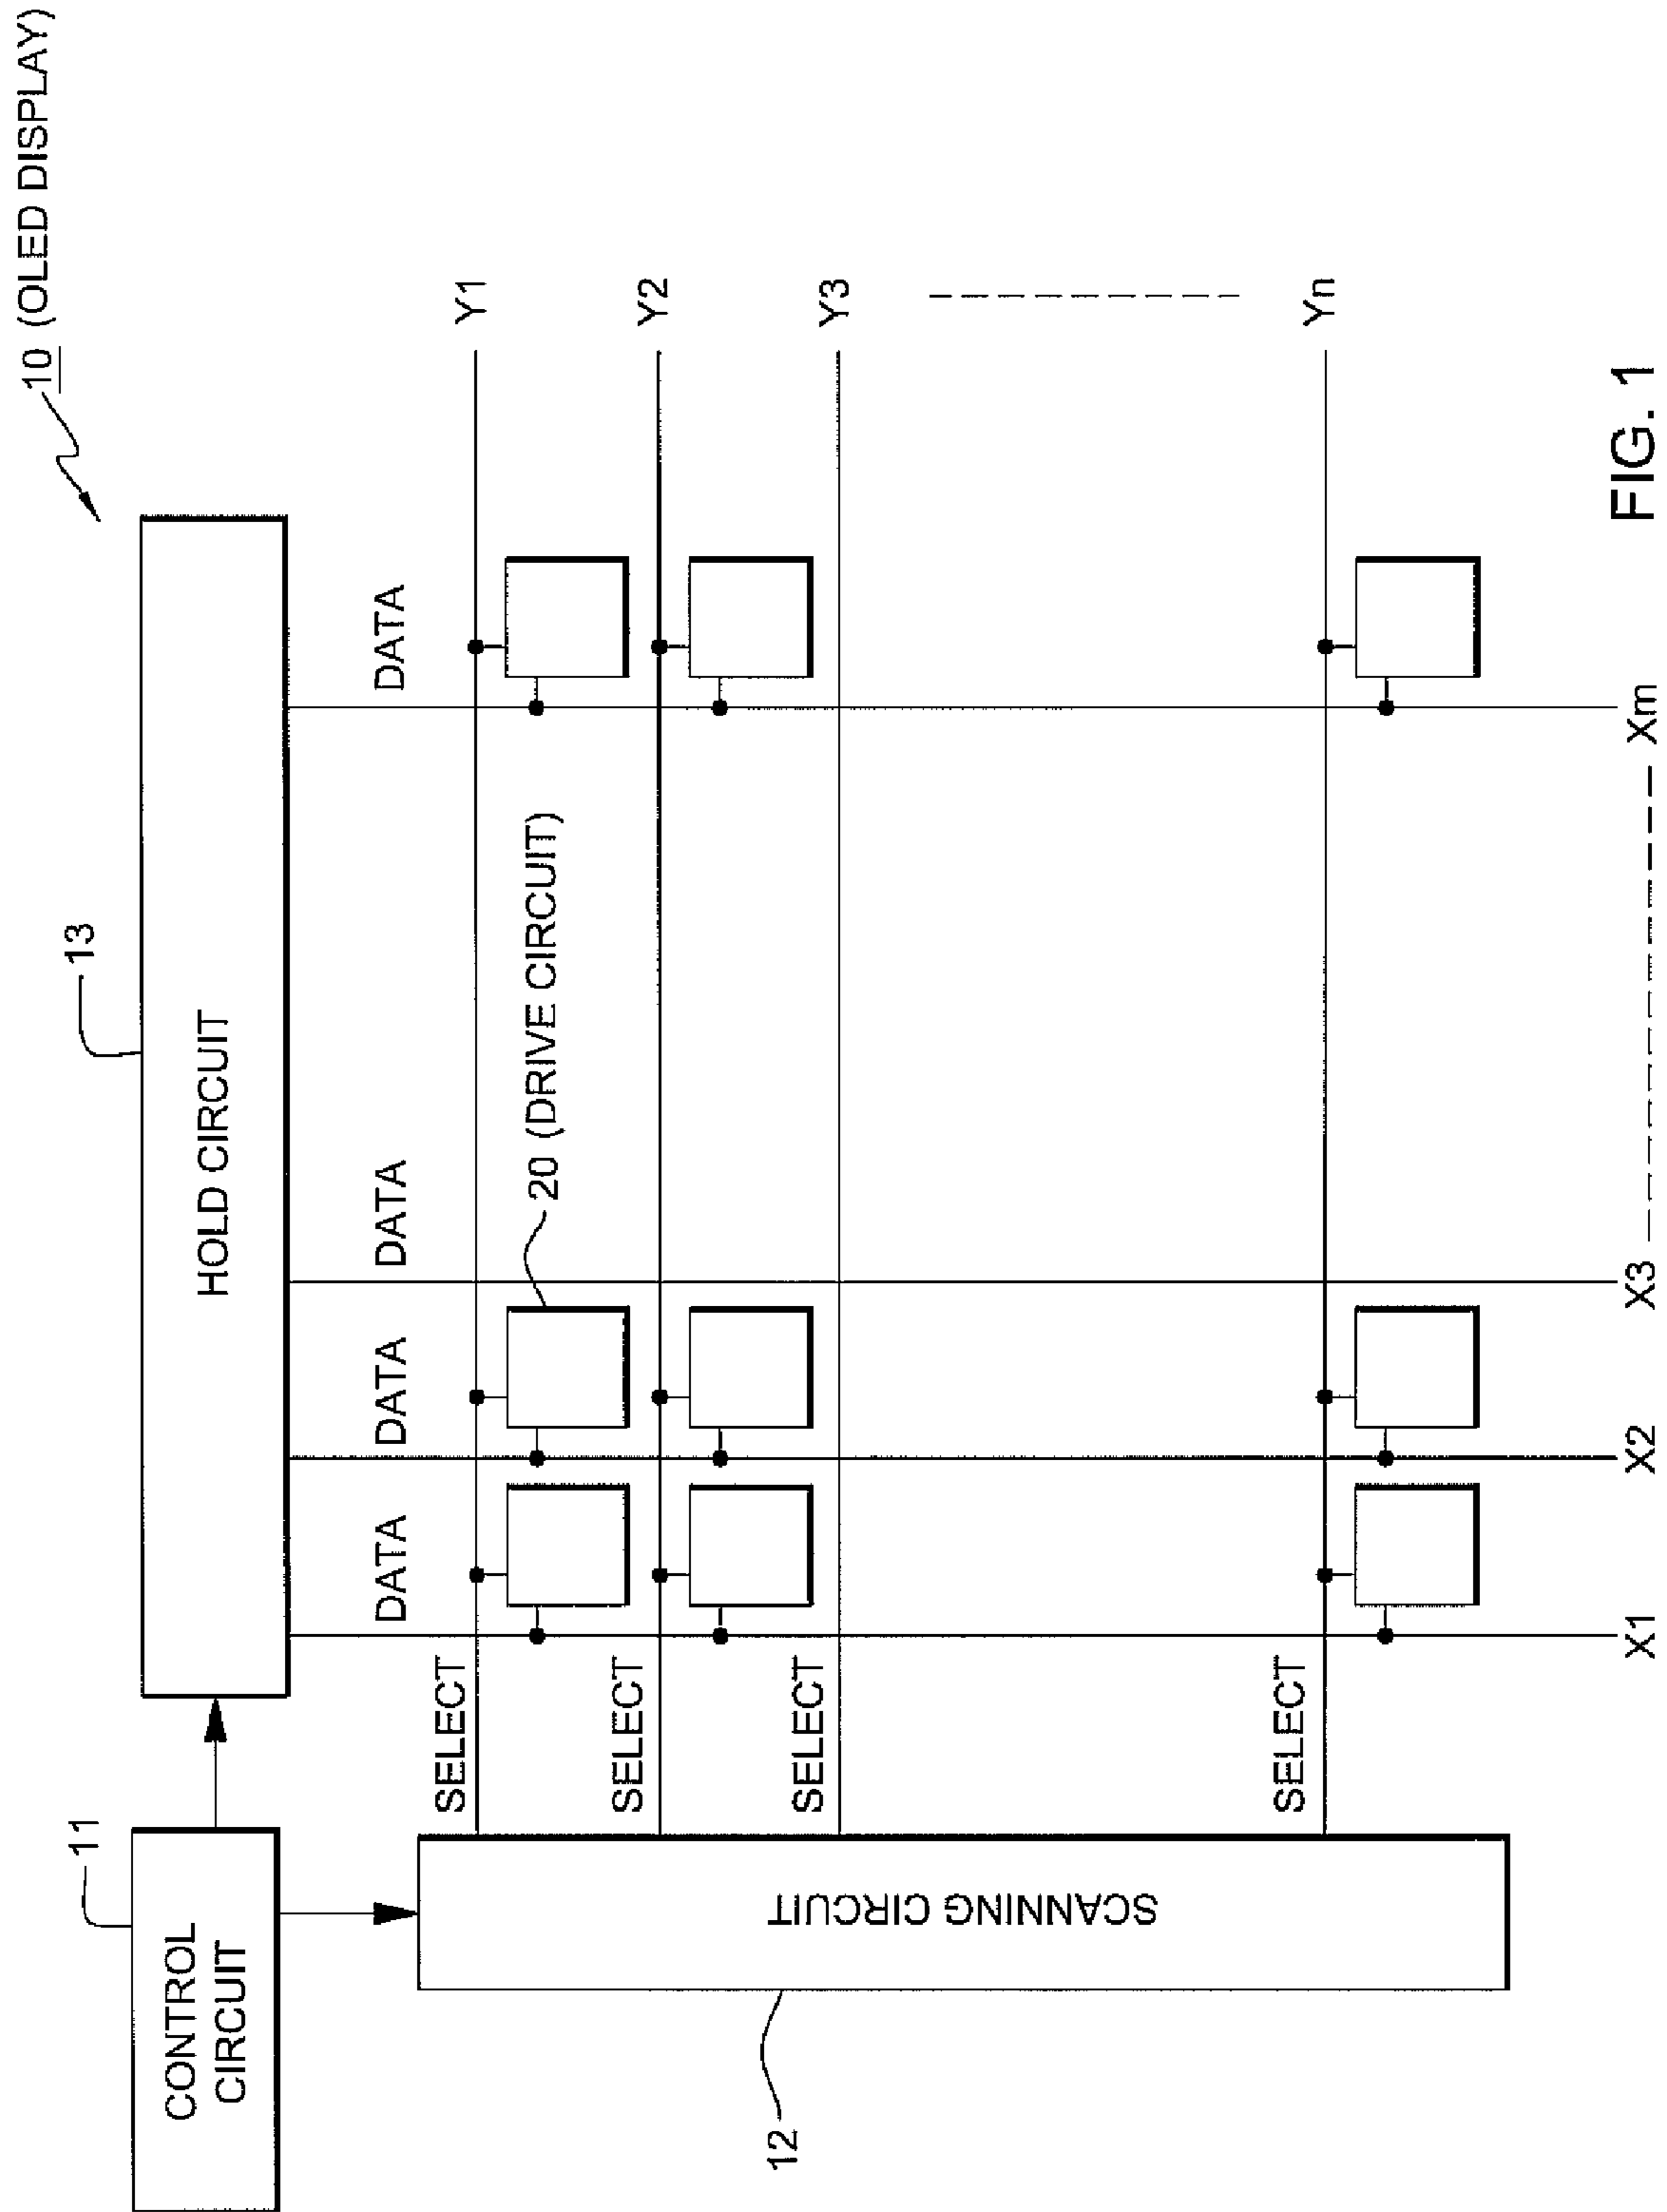 10 (OLED DISPLAY)
13
11
HOLD CIRCUIT
CONTROL
CIRCUIT
DATA
DATA
DATA
DATA
SELECT
Y1
20 (DRIVE CIRCUIT)
SELECT
Y2
SELECT
Y3
SCANNING CIRCUIT
12
SELECT
Yn
X1
X2
X3
Xm
FIG. 1